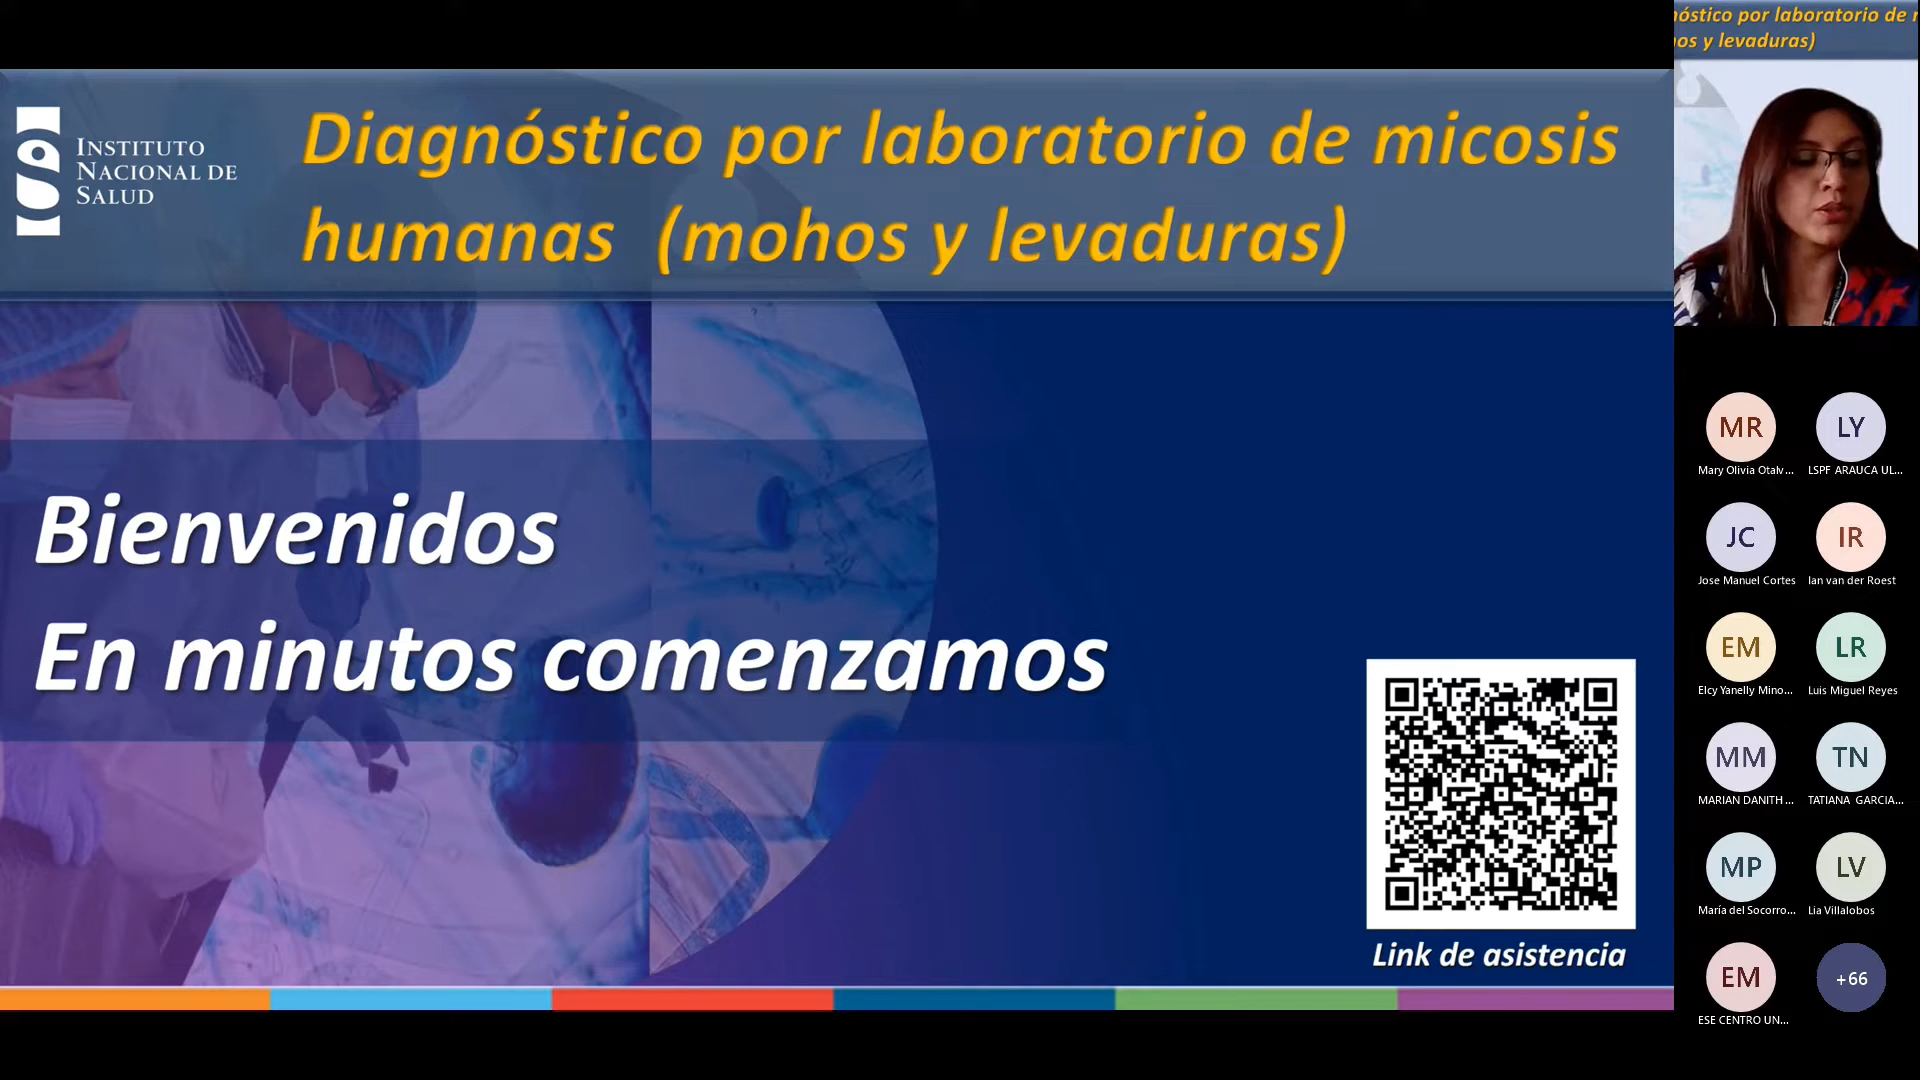 INSTITUTO
NACIONAL DE
SALUD
Diagnóstico por laboratorio de micosis
humanas (mohos y levaduras)
Bienvenidos
En minutos comenzamos
Link de asistencia
nóstico por laboratorio de
os y levaduras)
MR
LY
Mary Olivia Otalv...
LSPF ARAUCA UL...
JC
IR
Jose Manuel Cortes
Ian van der Roest
EM
LR
Elcy Yanelly Mino...
Luis Miguel Reyes
MM
TN
MARIAN DANITH...
TATIANA GARCIA...
MP
LV
María del Socorro...
Lia Villalobos
EM
+66
ESE CENTRO UN...